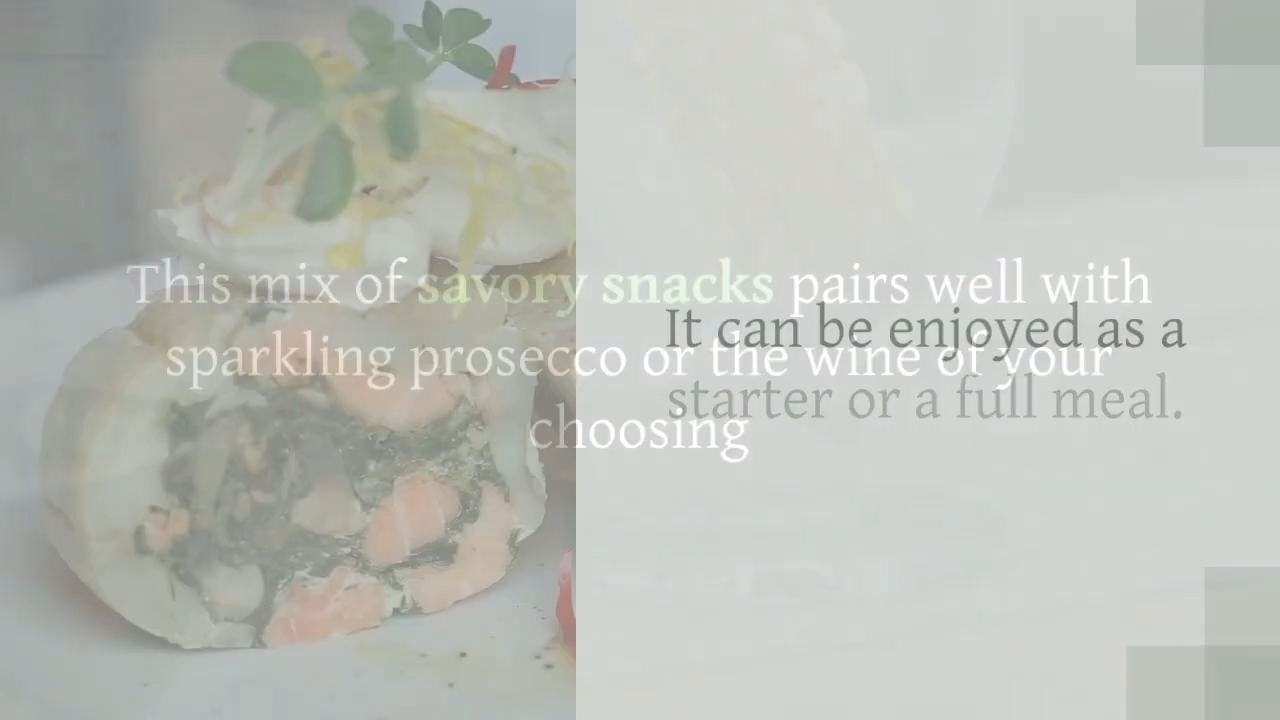 This mix of savory snacks pairs well with
sparkling prosecco or the wine of your
choosing
It can be enjoyed as a
starter or a full meal.